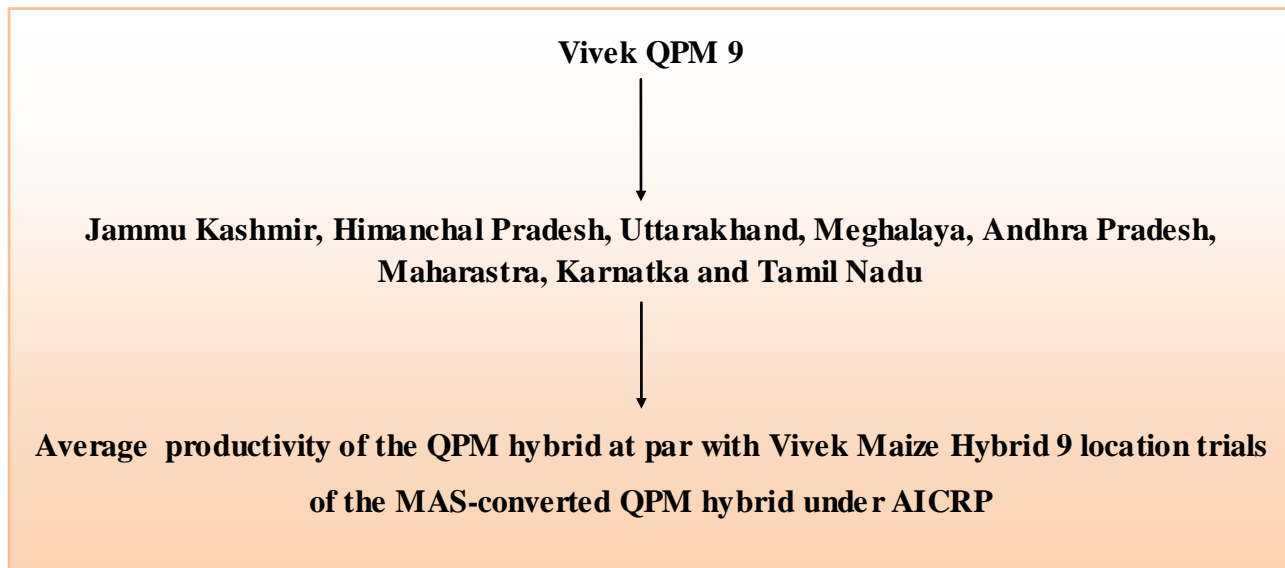 Vivek QPM 9
Jammu Kashmir, Himanchal Pradesh, Uttarakhand, Meghalaya, Andhra Pradesh,
Maharastra, Karnatka and Tamil Nadu
Average productivity of the QPM hybrid at par with Vivek Maize Hybrid 9 location trials
of the MAS-converted QPM hybrid under AICRP